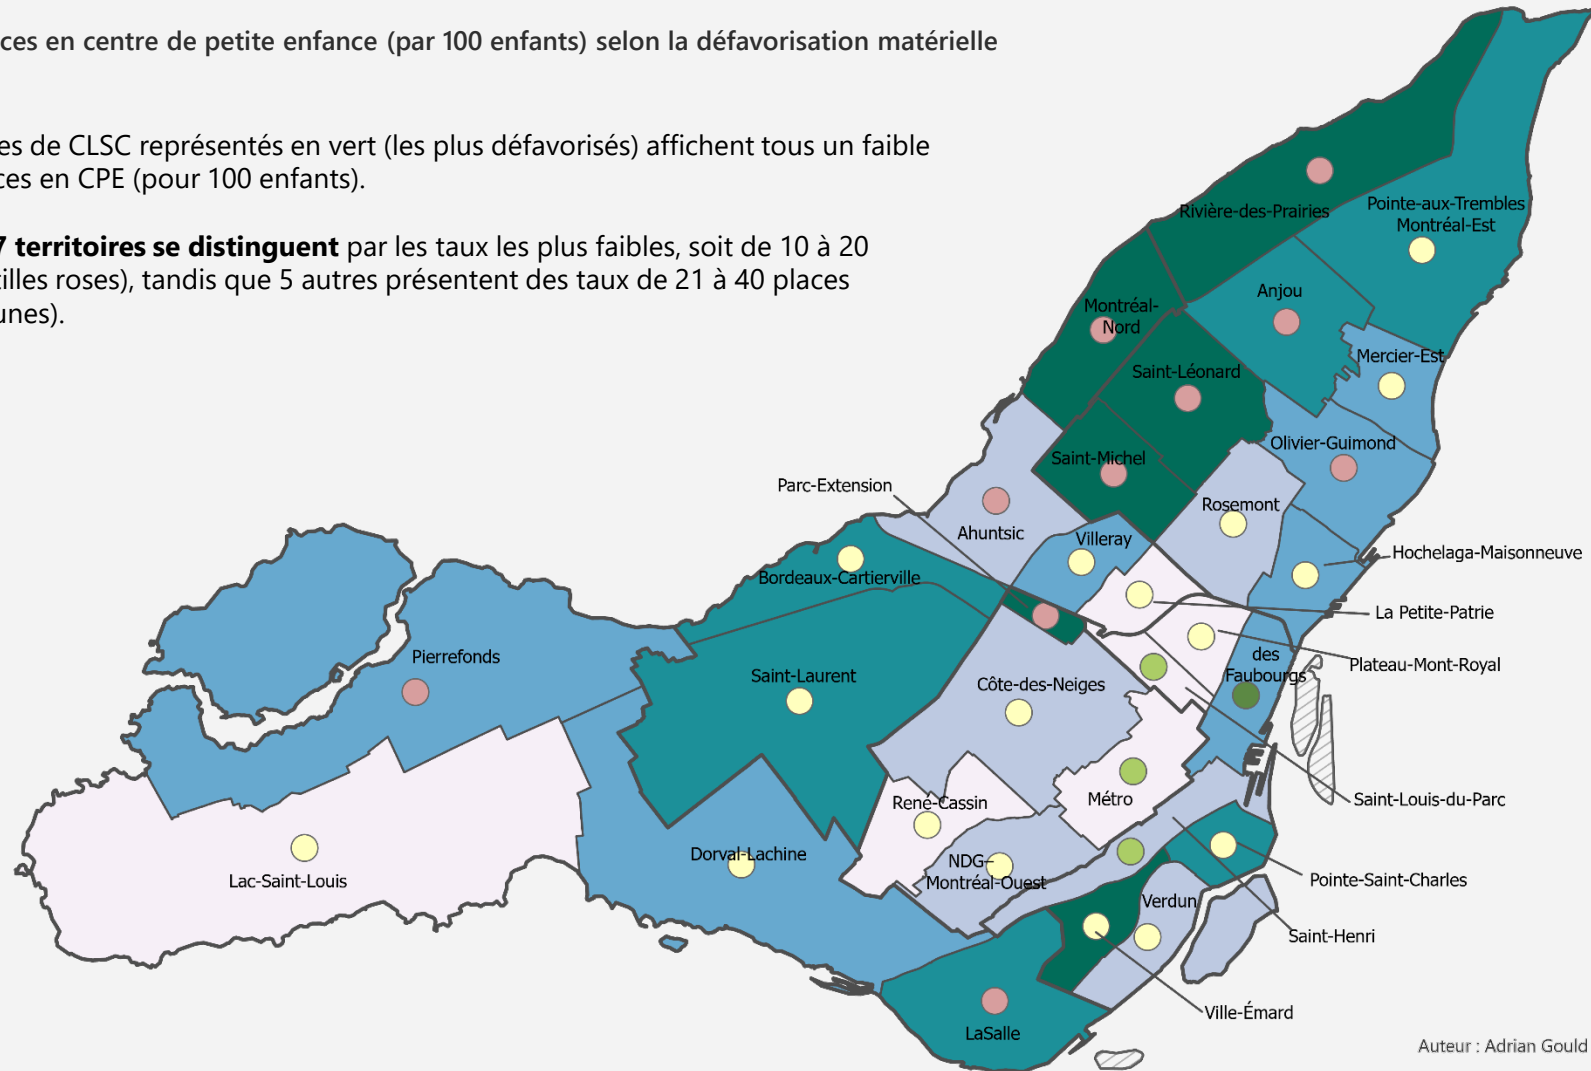 ces en centre de petite enfance (par 100 enfants) selon la défavorisation matérielle
es de CLSC représentés en vert (les plus défavorisés) affichent tous un faible
ces en CPE (pour 100 enfants).
7 territoires se distinguent par les taux les plus faibles, soit de 10 à 20
tilles roses), tandis que 5 autres présentent des taux de 21 à 40 places
unes).
Rivière-des-Prairies
Pointe-aux-Trembles
Montréal-Est
Anjou
Montréal-
Nord
Mercier-Est
Saint-Léonard
Olivier-Guimond
Saint-Michel
Parc-Extension
Rosemont
Ahuntsic
Villeray
Hochelaga-Maisonneuve
Bordeaux-Cartierville
La Petite-Patrie
Pierrefonds
des
Faubourgs
Plateau-Mont-Royal
Saint-Laurent
Côte-des-Neiges
René-Cassin
Métro
Saint-Louis-du-Parc
Dorval-Lachine
NDG–
Montréal-Ouest
Lac-Saint-Louis
Pointe-Saint-Charles
Verdun
Saint-Henri
Ville-Émard
LaSalle
Auteur : Adrian Gould